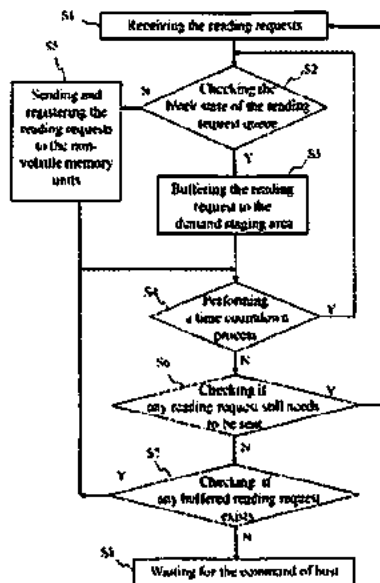 S1
Receiving the reading requests
S5
N
S2
Checking the
block state of the reading
request queue
Sending and
registering the
reading requests
to the non-
volatile memory
units
Y
S3
Buffering the reading
request to the
demand staging area
S4
Performing
a time countdown
process
Y
N
S6
Checking if
any reading request still needs
to be sent
Y
N
S7
Y
Checking if
any buffered reading request
exists
N
S8
Waiting for the command of host